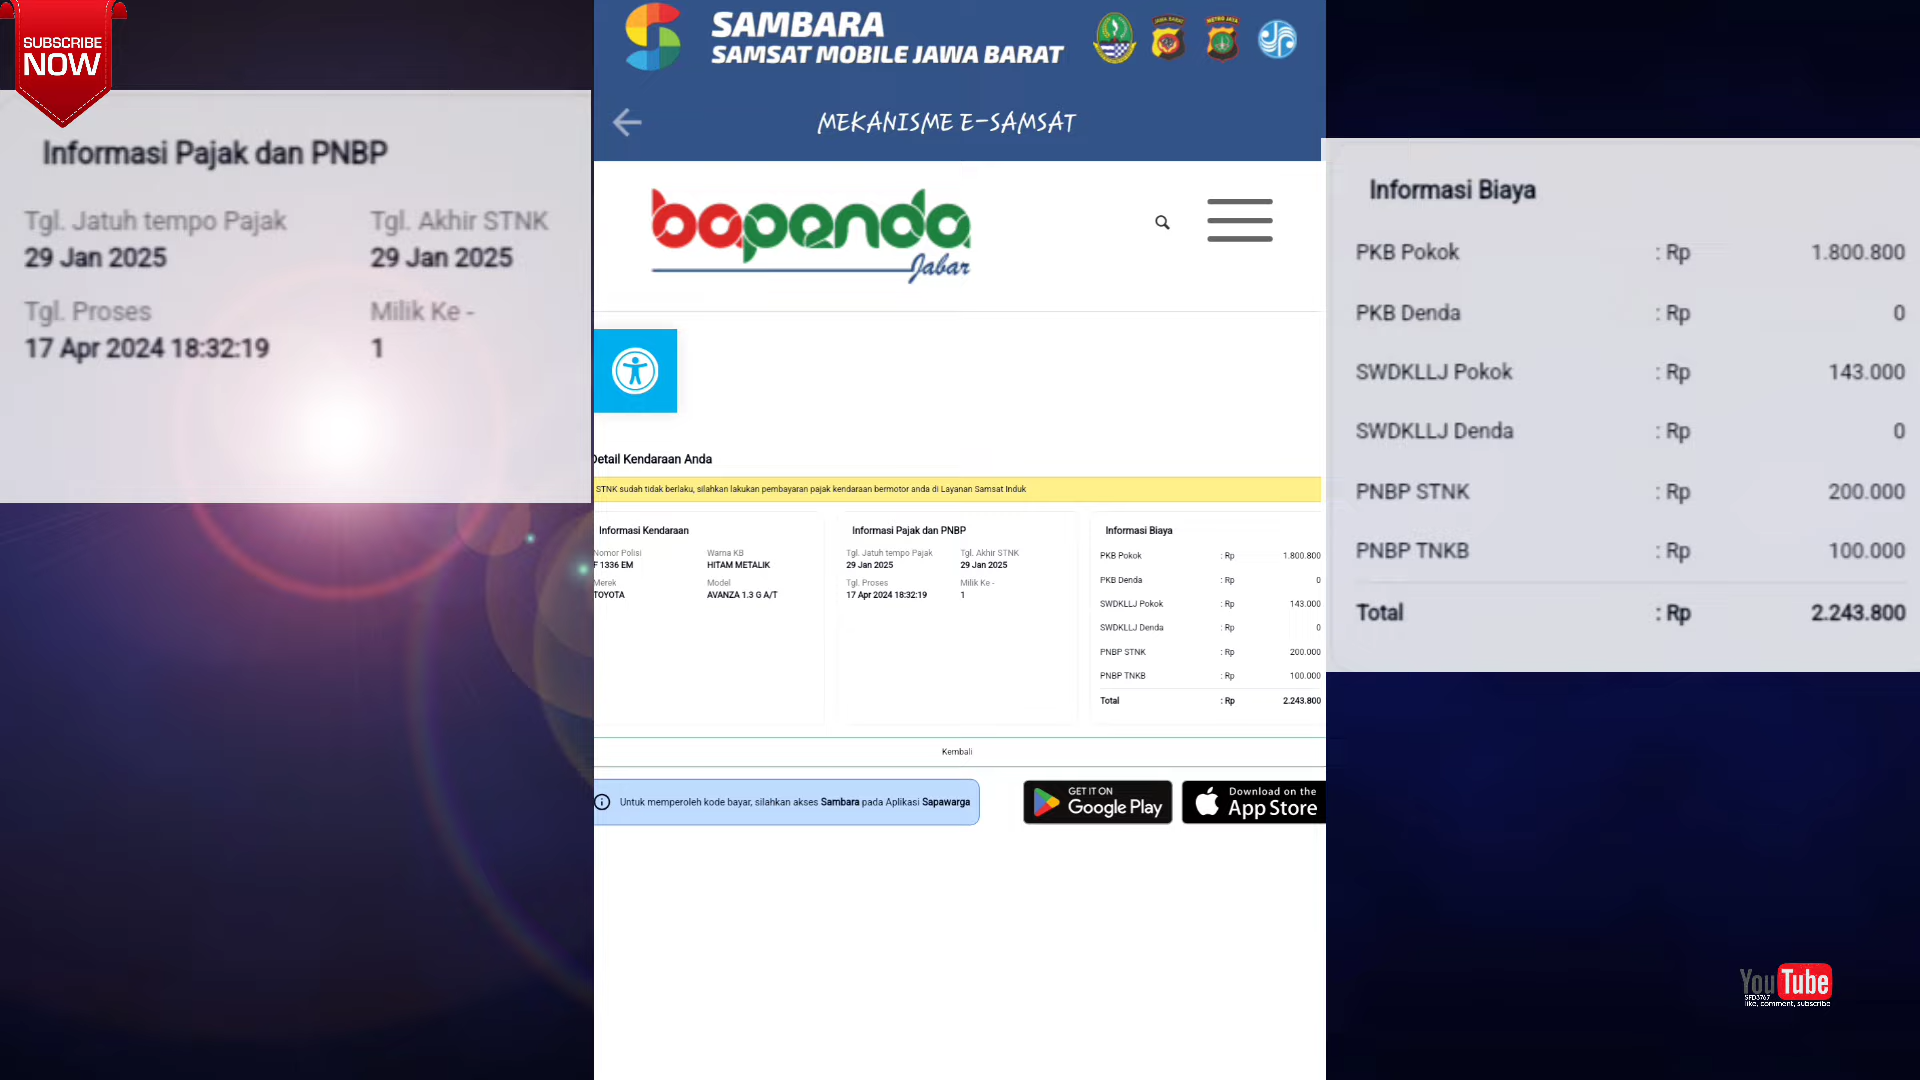 SUBSCRIBE
NOW
Informasi Pajak dan PNBP
Tgl. Jatuh tempo Pajak
Tgl. Akhir STNK
29 Jan 2025
29 Jan 2025
Tgl. Proses
Milik Ke -
17 Apr 2024 18:32:19
1
SAMBARA
SAMSAT MOBILE JAWA BARAT
MEKANISME E-SAMSAT
bapenda
Jabar
Detail Kendaraan Anda
STNK sudah tidak berlaku, silahkan lakukan pembayaran pajak kendaraan bermotor anda di Layanan Samsat Induk
Informasi Kendaraan
Nomor Polisi
Warna KB
F 1336 EM
HITAM METALIK
Merek
Model
TOYOTA
AVANZA 1.3 G A/T
Informasi Pajak dan PNBP
Tgl. Jatuh tempo Pajak
Tgl. Akhir STNK
29 Jan 2025
29 Jan 2025
Tgl. Proses
Milik Ke -
17 Apr 2024 18:32:19
1
Informasi Biaya
PKB Pokok : Rp 1.800.800
PKB Denda : Rp 0
SWDKLLJ Pokok : Rp 143.000
SWDKLLJ Denda : Rp 0
PNBP STNK : Rp 200.000
PNBP TNKB : Rp 100.000
Total : Rp 2.243.800
Kembali
Untuk memperoleh kode bayar, silahkan akses Sambara pada Aplikasi Sapawarga
GET IT ON
Google Play
Download on the
App Store
Informasi Biaya
PKB Pokok : Rp 1.800.800
PKB Denda : Rp 0
SWDKLLJ Pokok : Rp 143.000
SWDKLLJ Denda : Rp 0
PNBP STNK : Rp 200.000
PNBP TNKB : Rp 100.000
Total : Rp 2.243.800
YouTube
SFD3767
like, comment, subscribe